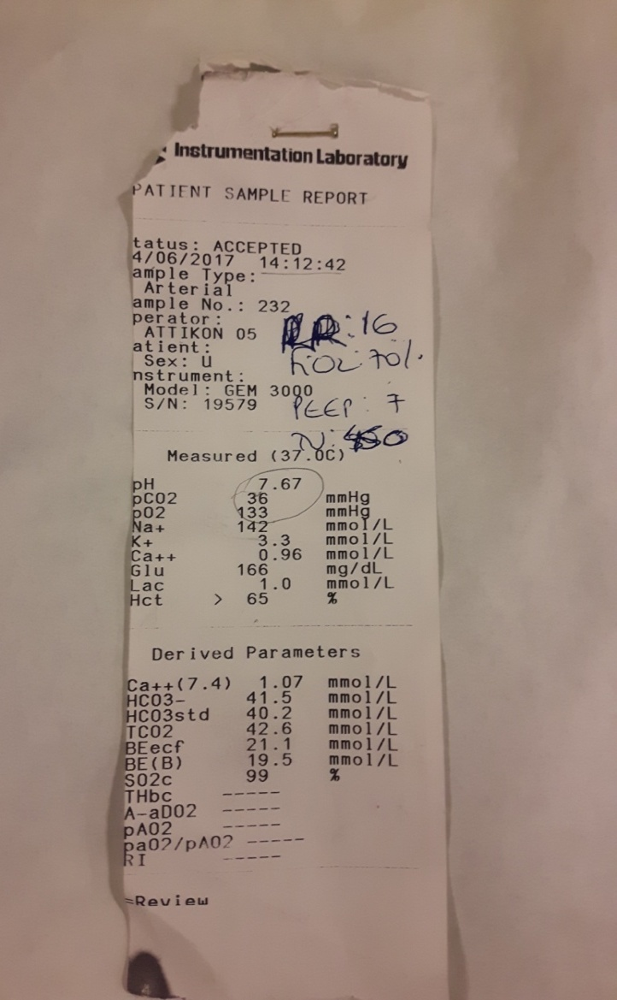 Instrumentation Laboratory
PATIENT SAMPLE REPORT
tatus: ACCEPTED
4/06/2017 14:12:42
ample Type:
Arterial
ample No.: 232
perator:
ATTIKON 05
RR: 16
atient:
Sex: U
FiO2: 70%
nstrument:
Model: GEM 3000
S/N: 19579
PEEP: 7
Measured (37.0C)
pH 7.67
pCO2 36 mmHg
pO2 133 mmHg
Na+ 142 mmol/L
K+ 3.3 mmol/L
Ca++ 0.96 mmol/L
Glu 166 mg/dL
Lac 1.0 mmol/L
Hct > 65 %
Derived Parameters
Ca++(7.4) 1.07 mmol/L
HCO3- 41.5 mmol/L
HCO3std 40.2 mmol/L
TCO2 42.6 mmol/L
BEecf 21.1 mmol/L
BE(B) 19.5 mmol/L
SO2c 99 %
THbc -----
A-aDO2 -----
pAO2 -----
paO2/pAO2 -----
RI -----
=Review